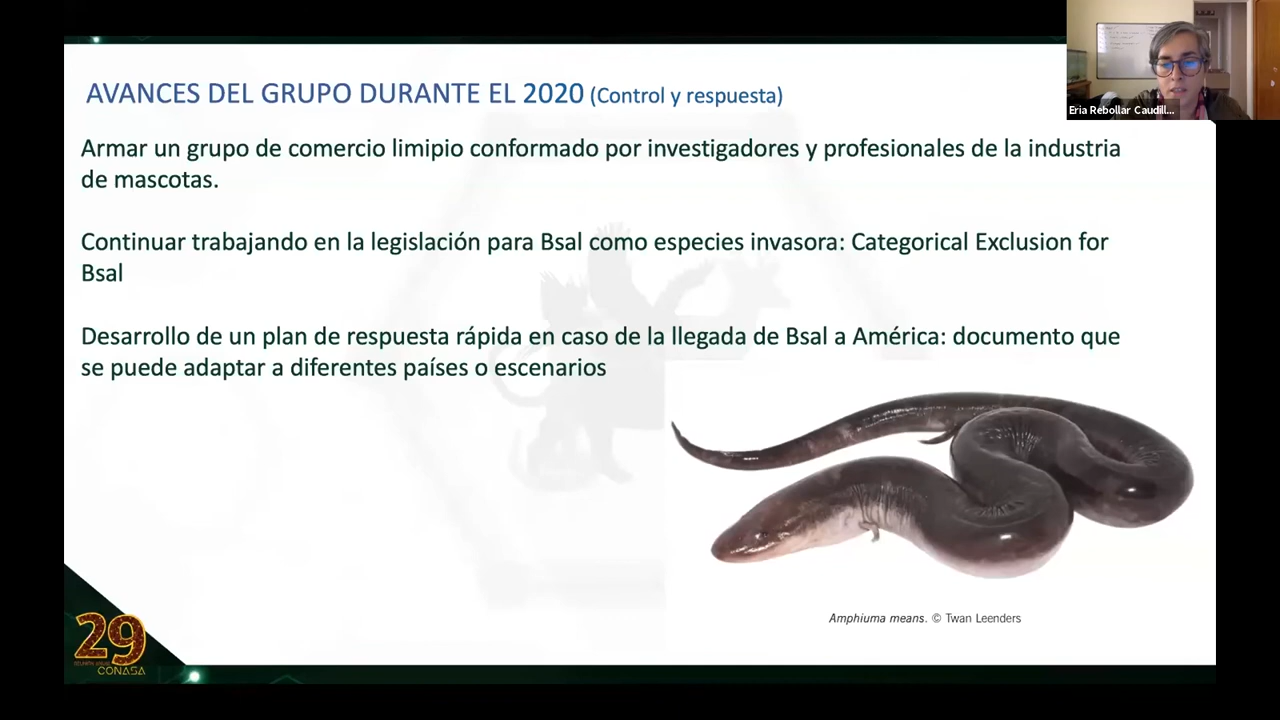 AVANCES DEL GRUPO DURANTE EL 2020 (Control y respuesta)
Eria Rebollar Caudill...
Armar un grupo de comercio limipio conformado por investigadores y profesionales de la industria
de mascotas.
Continuar trabajando en la legislación para Bsal como especies invasora: Categorical Exclusion for
Bsal
Desarrollo de un plan de respuesta rápida en caso de la llegada de Bsal a América: documento que
se puede adaptar a diferentes países o escenarios
Amphiuma means. © Twan Leenders
29
CONASA